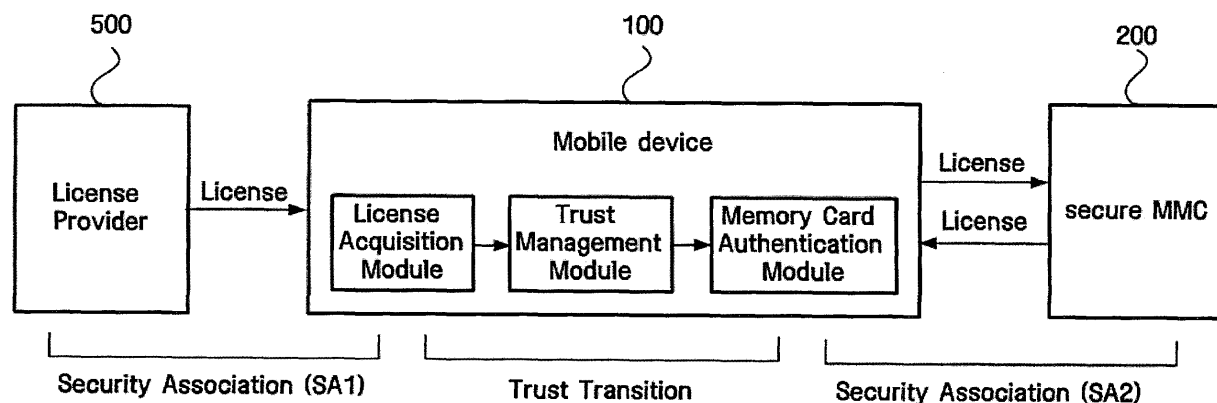 500
100
200
License
Provider
License
Mobile device
License
Acquisition
Module
Trust
Management
Module
Memory Card
Authentication
Module
License
License
secure MMC
Security Association (SA1)
Trust Transition
Security Association (SA2)